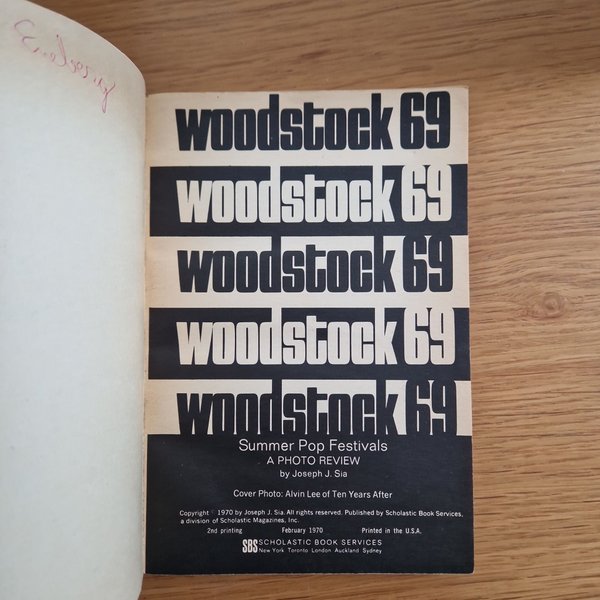 woodstock 69
woodstock 69
woodstock 69
woodstock 69
woodstock 69
Summer Pop Festivals
A PHOTO REVIEW
by Joseph J. Sia
Cover Photo: Alvin Lee of Ten Years After
Copyright © 1970 by Joseph J. Sia. All rights reserved. Published by Scholastic Book Services,
a division of Scholastic Magazines, Inc.
2nd printing February 1970 Printed in the U.S.A.
SBS SCHOLASTIC BOOK SERVICES
New York Toronto London Auckland Sydney